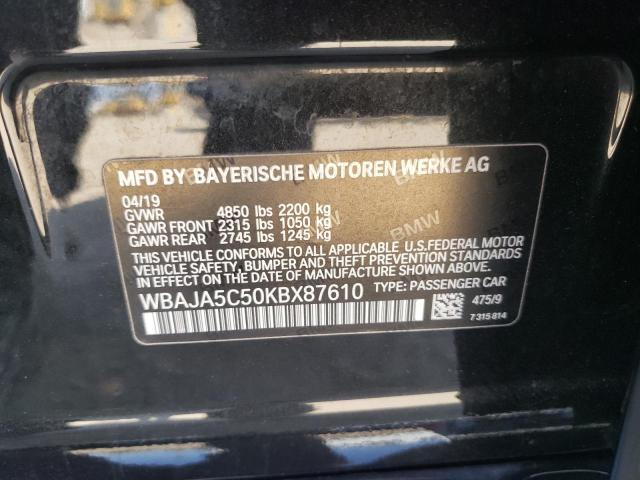 MFD BY BAYERISCHE MOTOREN WERKE AG
04/19
GVWR 4850 lbs 2200 kg
GAWR FRONT 2315 lbs 1050 kg
GAWR REAR 2745 lbs 1245 kg
THIS VEHICLE CONFORMS TO ALL APPLICABLE U.S.FEDERAL MOTOR
VEHICLE SAFETY, BUMPER AND THEFT PREVENTION STANDARDS
IN EFFECT ON THE DATE OF MANUFACTURE SHOWN ABOVE.
WBAJA5C50KBX87610 TYPE: PASSENGER CAR
475/9
7 315 814